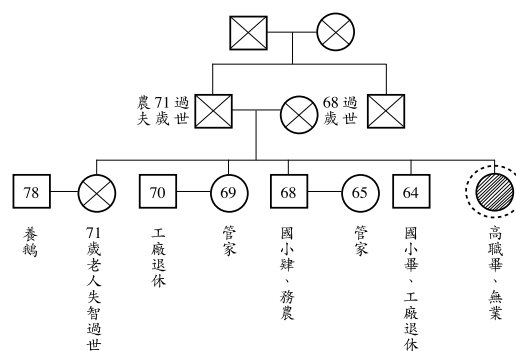 農夫
71歲
過世
68歲
過世
78
70
69
68
65
64
養鵝
71歲老人失智過世
工廠退休
管家
國小肄、務農
管家
國小畢、工廠退休
高職畢、無業